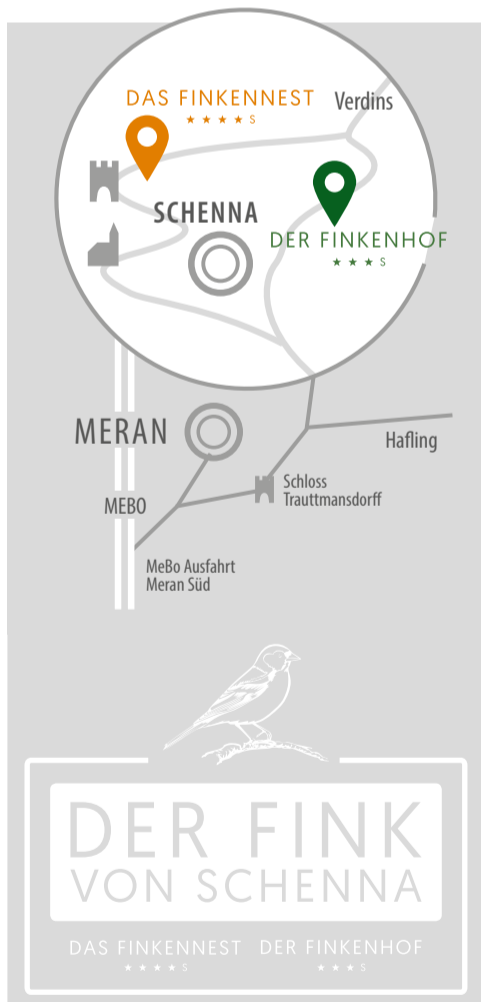 DAS FINKENNEST
★★★★S
Verdins
SCHENNA
DER FINKENHOF
★★★S
MERAN
Hafling
Schloss
Trauttmansdorff
MEBO
MeBo Ausfahrt
Meran Süd
DER FINK
VON SCHENNA
DAS FINKENNEST DER FINKENHOF
★★★★S ★★★S